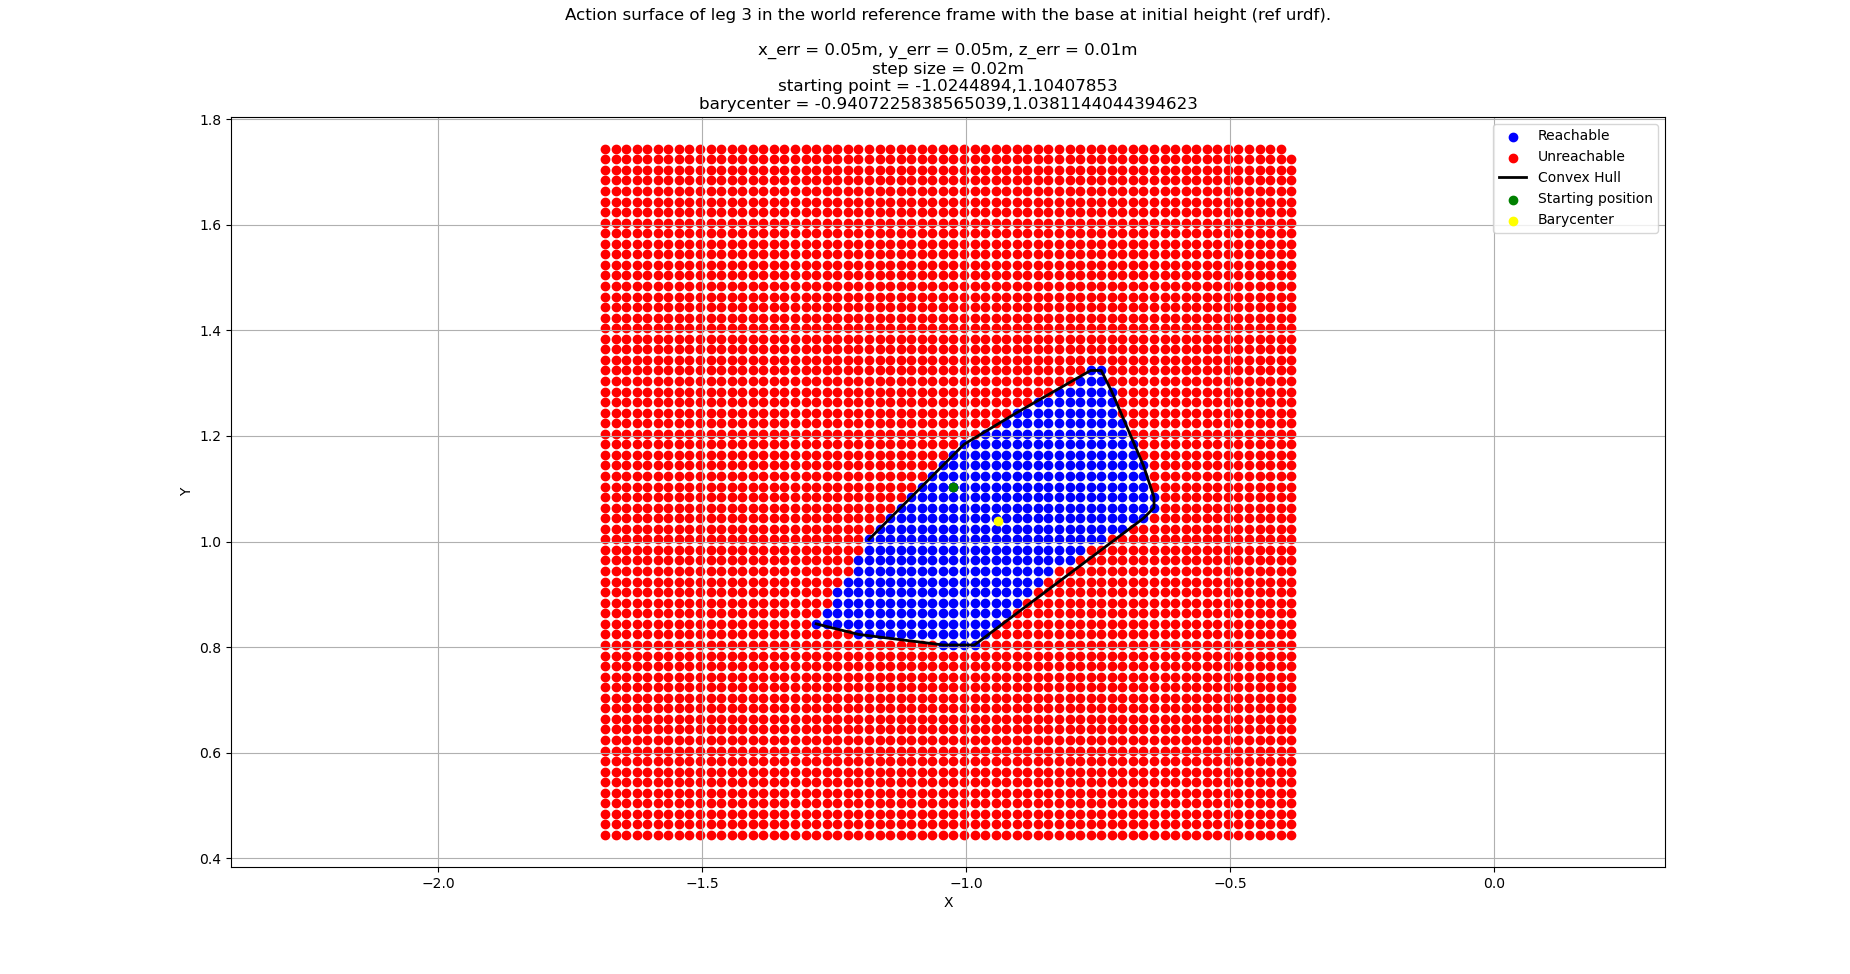 Action surface of leg 3 in the world reference frame with the base at initial height (ref urdf).
x_err = 0.05m, y_err = 0.05m, z_err = 0.01m
step size = 0.02m
starting point = -1.0244894,1.10407853
barycenter = -0.9407225838565039,1.0381144044394623
Reachable
Unreachable
Convex Hull
Starting position
Barycenter
1.8
1.6
1.4
1.2
1.0
0.8
0.6
0.4
Y
−2.0
−1.5
−1.0
−0.5
0.0
X